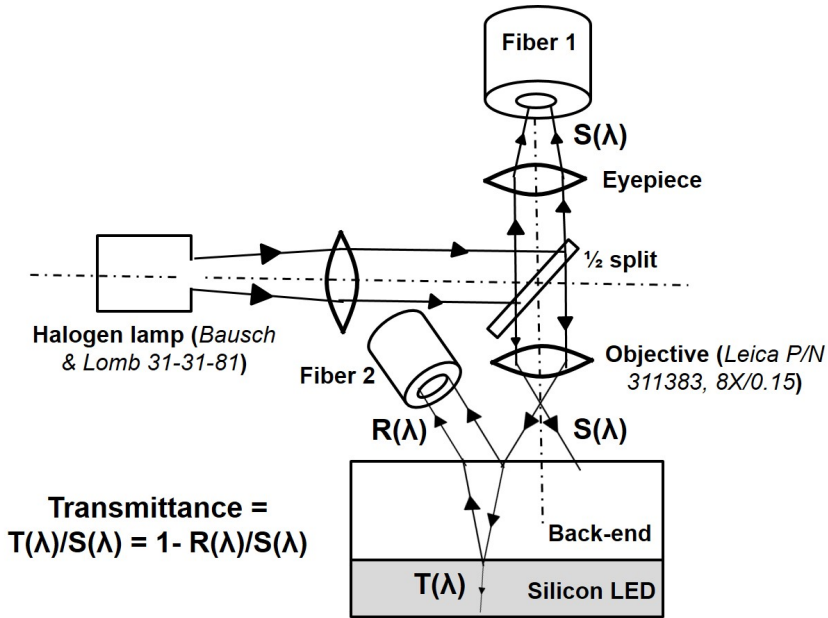 Fiber 1
S(λ)
Eyepiece
½ split
Halogen lamp (Bausch
& Lomb 31-31-81)
Fiber 2
Objective (Leica P/N
311383, 8X/0.15)
R(λ)
S(λ)
Transmittance =
T(λ)/S(λ) = 1- R(λ)/S(λ)
Back-end
T(λ)
Silicon LED